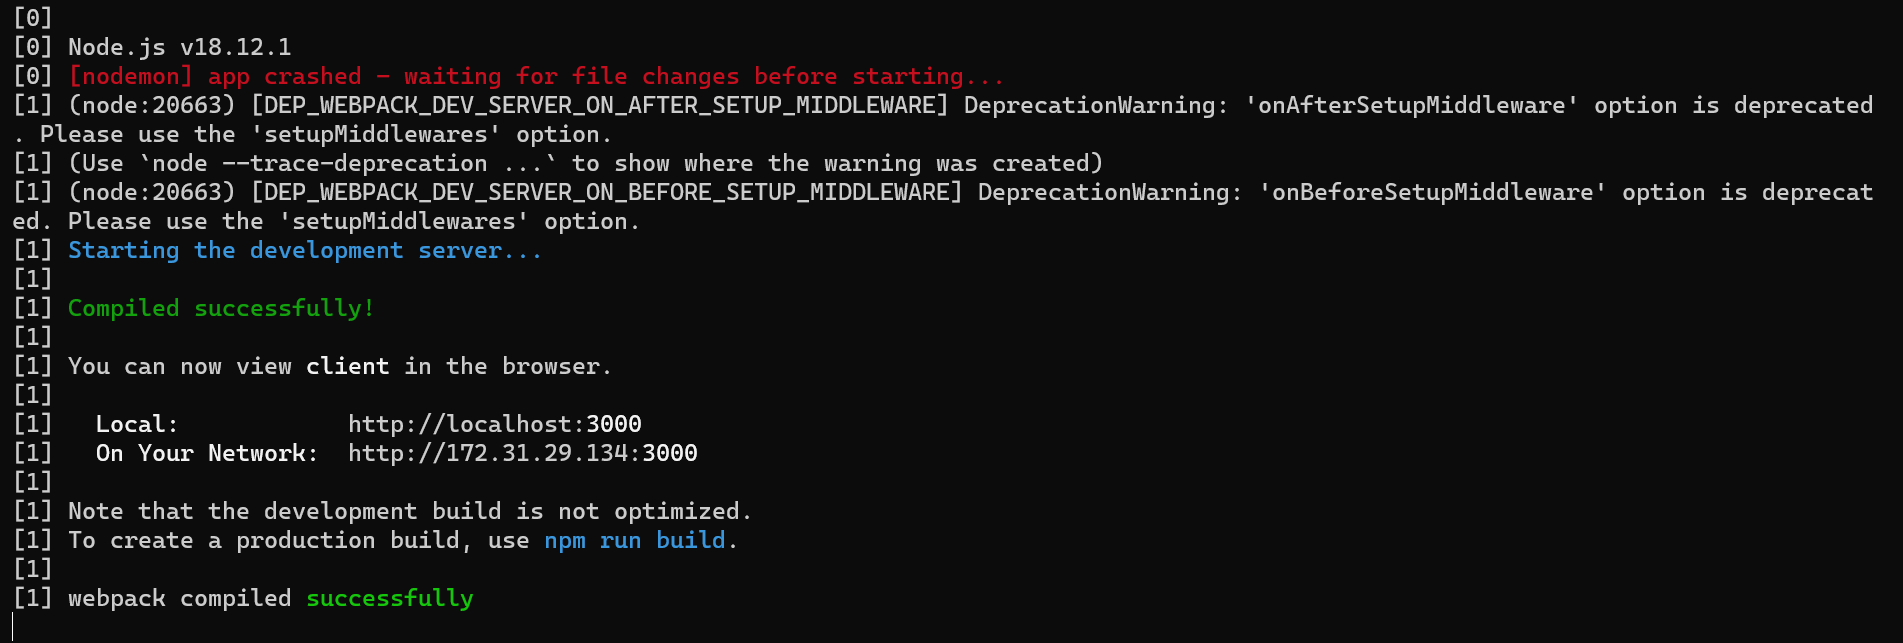 [0]
[0] Node.js v18.12.1
[0] [nodemon] app crashed - waiting for file changes before starting...
[1] (node:20663) [DEP_WEBPACK_DEV_SERVER_ON_AFTER_SETUP_MIDDLEWARE] DeprecationWarning: 'onAfterSetupMiddleware' option is deprecated
. Please use the 'setupMiddlewares' option.
[1] (Use `node --trace-deprecation ...` to show where the warning was created)
[1] (node:20663) [DEP_WEBPACK_DEV_SERVER_ON_BEFORE_SETUP_MIDDLEWARE] DeprecationWarning: 'onBeforeSetupMiddleware' option is deprecat
ed. Please use the 'setupMiddlewares' option.
[1] Starting the development server...
[1]
[1] Compiled successfully!
[1]
[1] You can now view client in the browser.
[1]
[1]   Local:            http://localhost:3000
[1]   On Your Network:  http://172.31.29.134:3000
[1]
[1] Note that the development build is not optimized.
[1] To create a production build, use npm run build.
[1]
[1] webpack compiled successfully